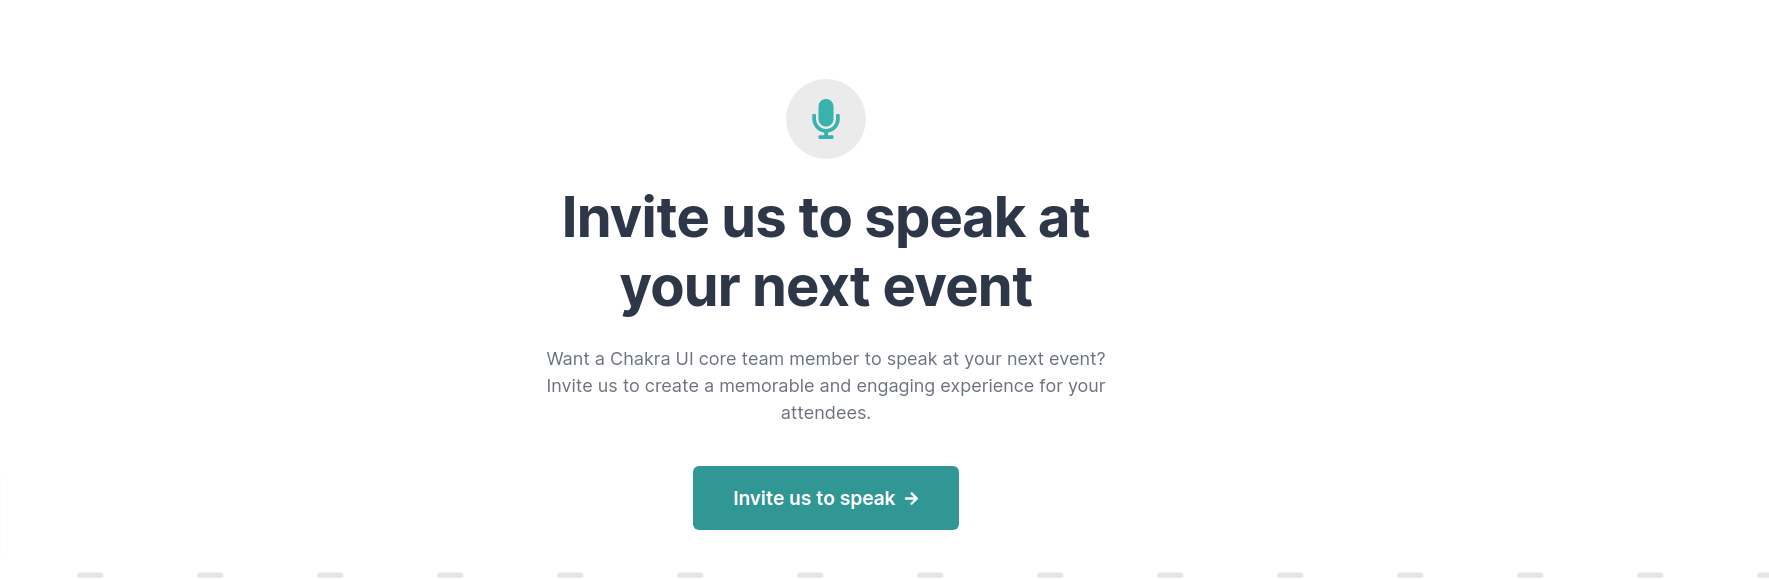 Invite us to speak at
your next event
Want a Chakra UI core team member to speak at your next event?
Invite us to create a memorable and engaging experience for your
attendees.
Invite us to speak →